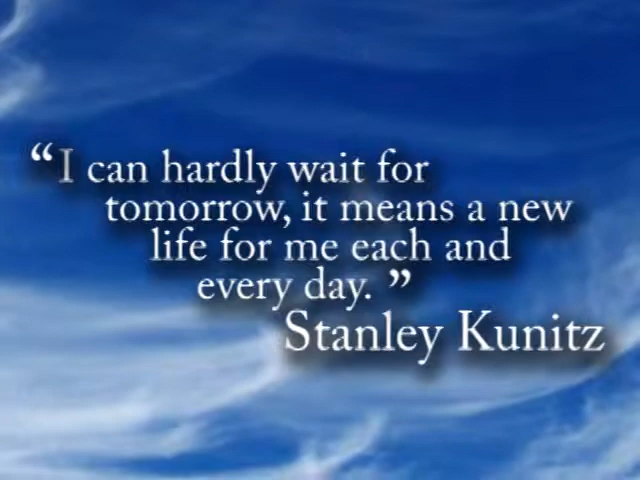 “I can hardly wait for
tomorrow, it means a new
life for me each and
every day.”
Stanley Kunitz